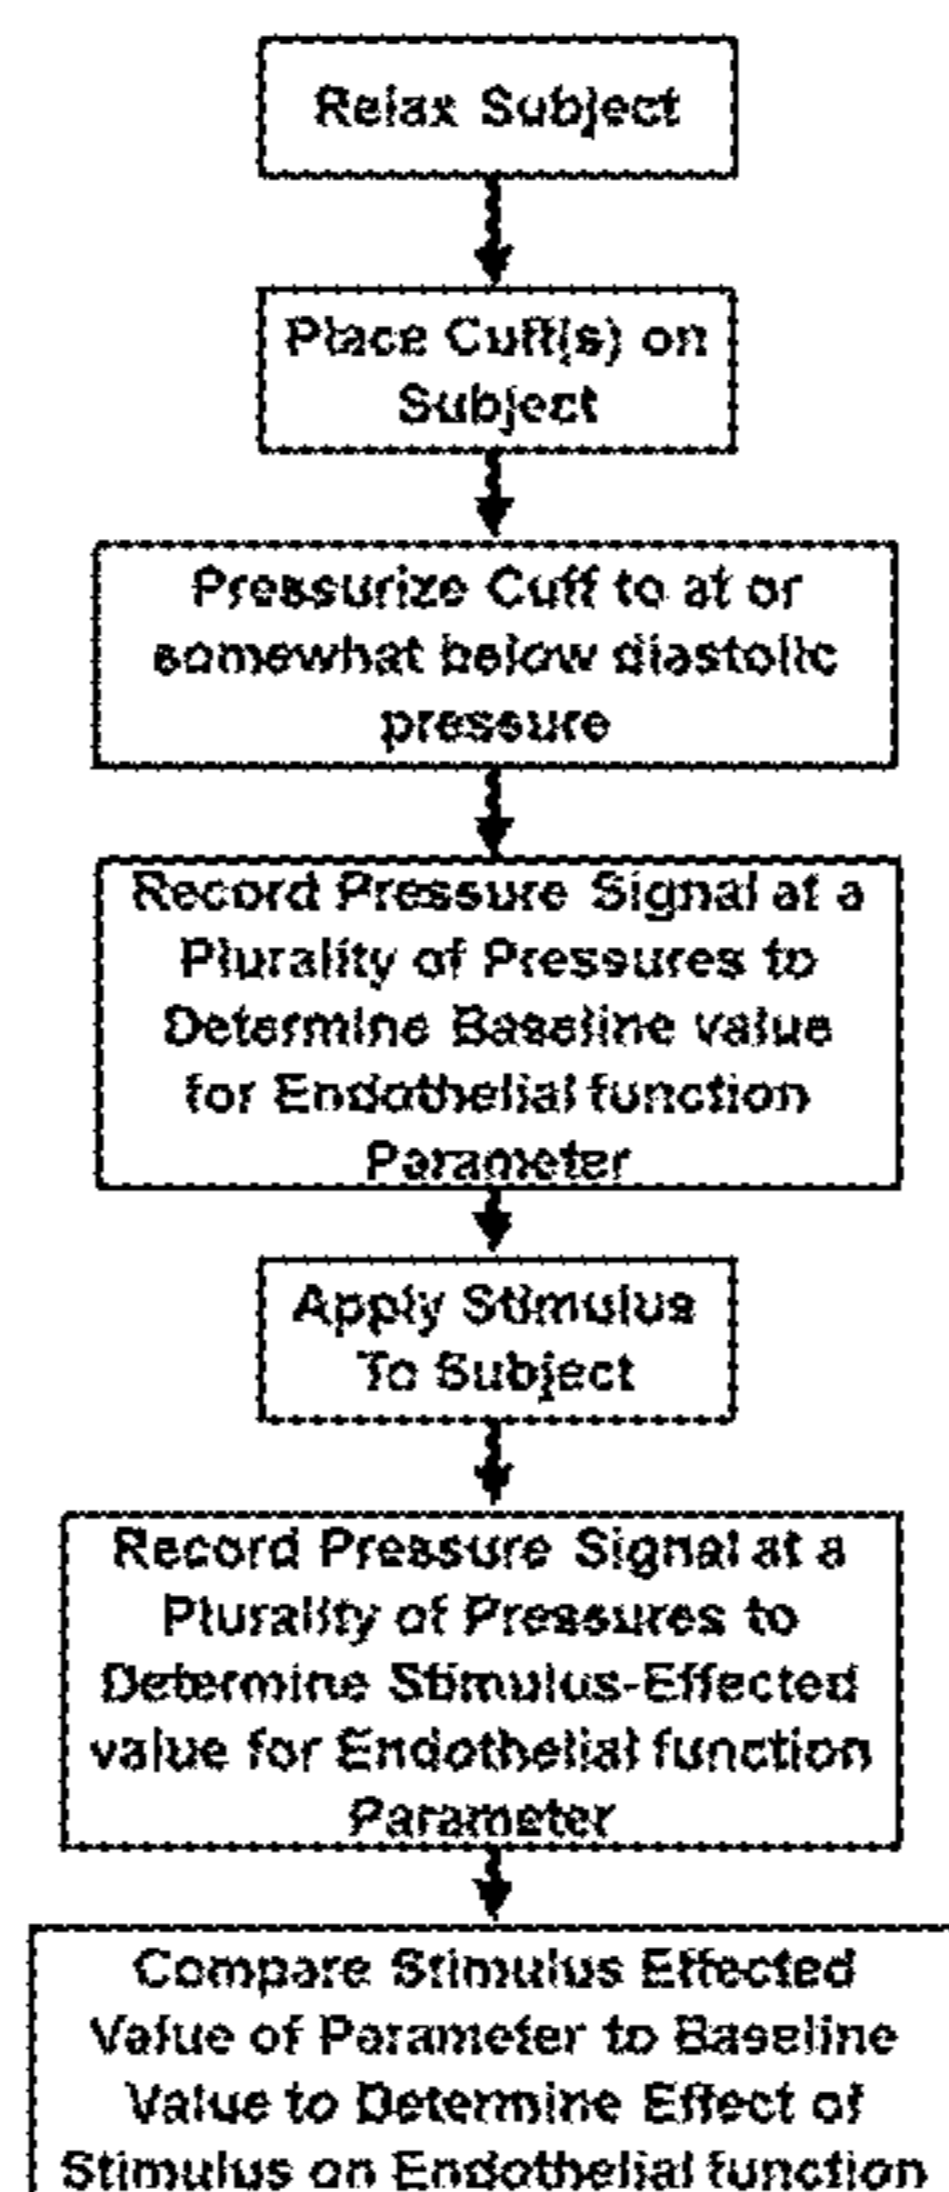 Relax Subject
Place Cuff(s) on
Subject
Pressurize Cuff to at or
somewhat below diastolic
pressure
Record Pressure Signal at a
Plurality of Pressures to
Determine Baseline value
for Endothelial function
Parameter
Apply Stimulus
To Subject
Record Pressure Signal at a
Plurality of Pressures to
Determine Stimulus-Effected
value for Endothelial function
Parameter
Compare Stimulus Effected
Value of Parameter to Baseline
Value to Determine Effect of
Stimulus on Endothelial function